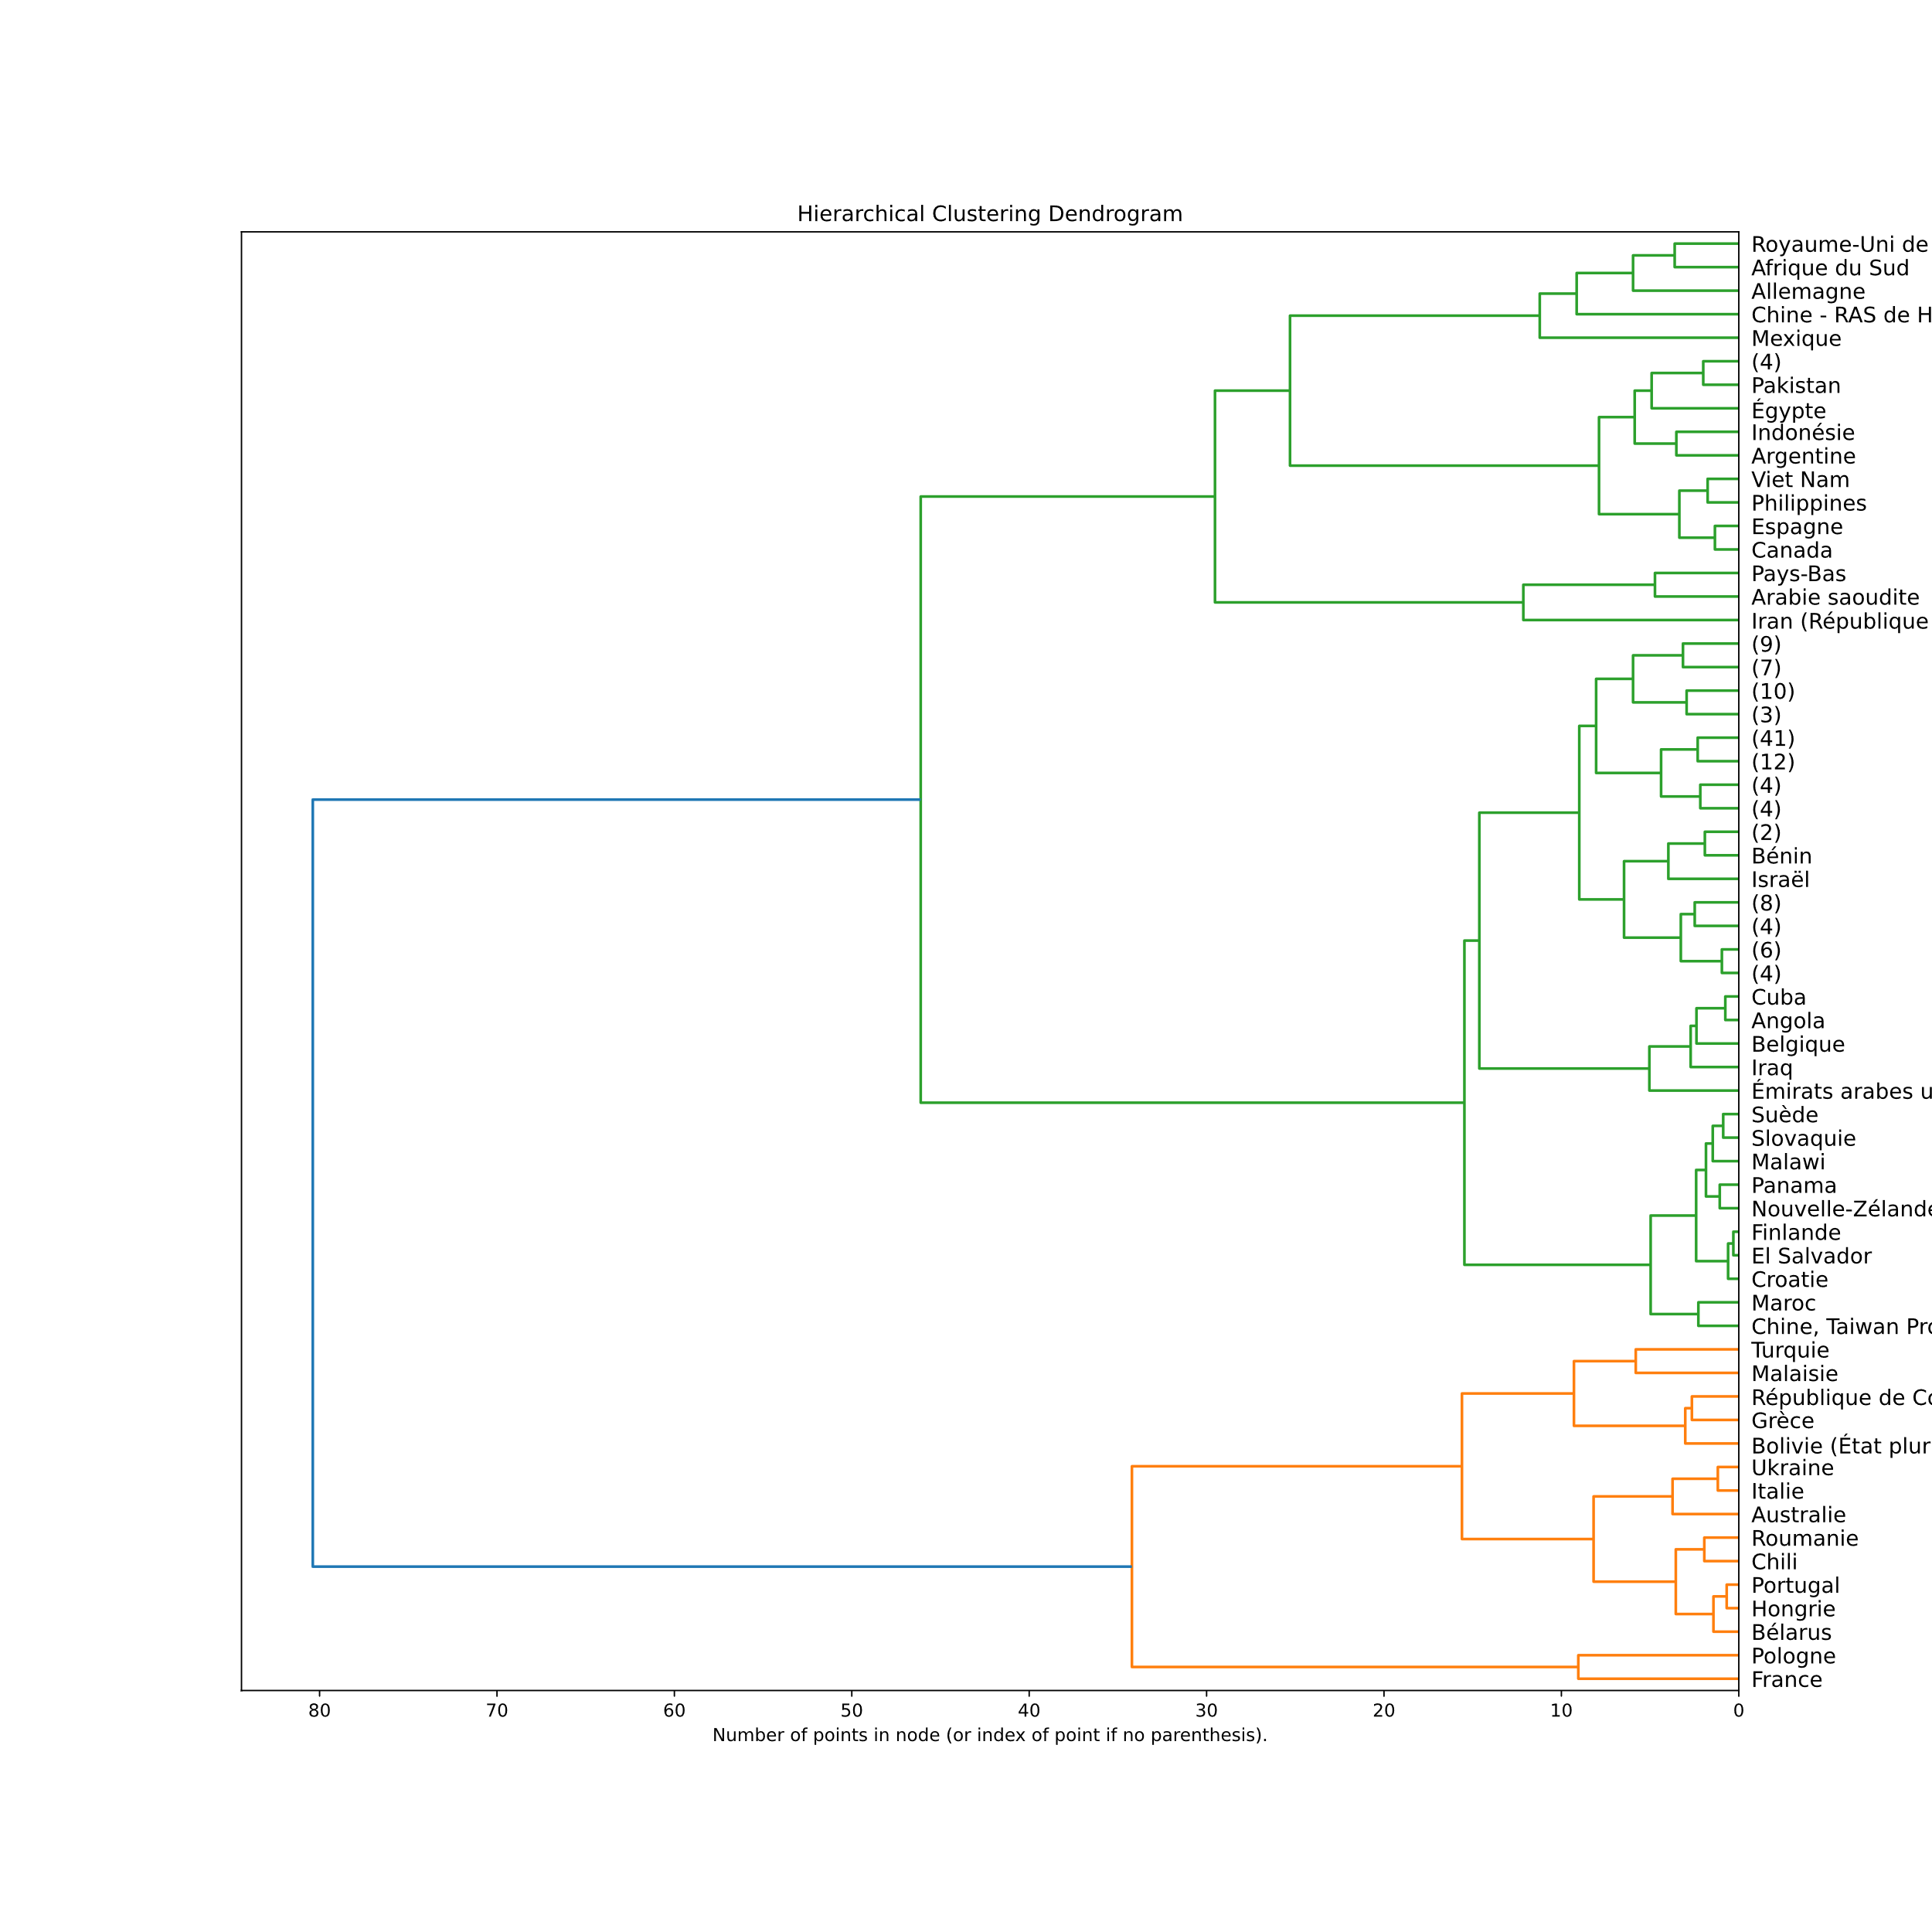 Hierarchical Clustering Dendrogram
Royaume-Uni de
Afrique du Sud
Allemagne
Chine - RAS de H
Mexique
(4)
Pakistan
Égypte
Indonésie
Argentine
Viet Nam
Philippines
Espagne
Canada
Pays-Bas
Arabie saoudite
Iran (République
(9)
(7)
(10)
(3)
(41)
(12)
(4)
(4)
(2)
Bénin
Israël
(8)
(4)
(6)
(4)
Cuba
Angola
Belgique
Iraq
Émirats arabes u
Suède
Slovaquie
Malawi
Panama
Nouvelle-Zélande
Finlande
El Salvador
Croatie
Maroc
Chine, Taiwan Pro
Turquie
Malaisie
République de Co
Grèce
Bolivie (État plur
Ukraine
Italie
Australie
Roumanie
Chili
Portugal
Hongrie
Bélarus
Pologne
France
80 70 60 50 40 30 20 10 0
Number of points in node (or index of point if no parenthesis).